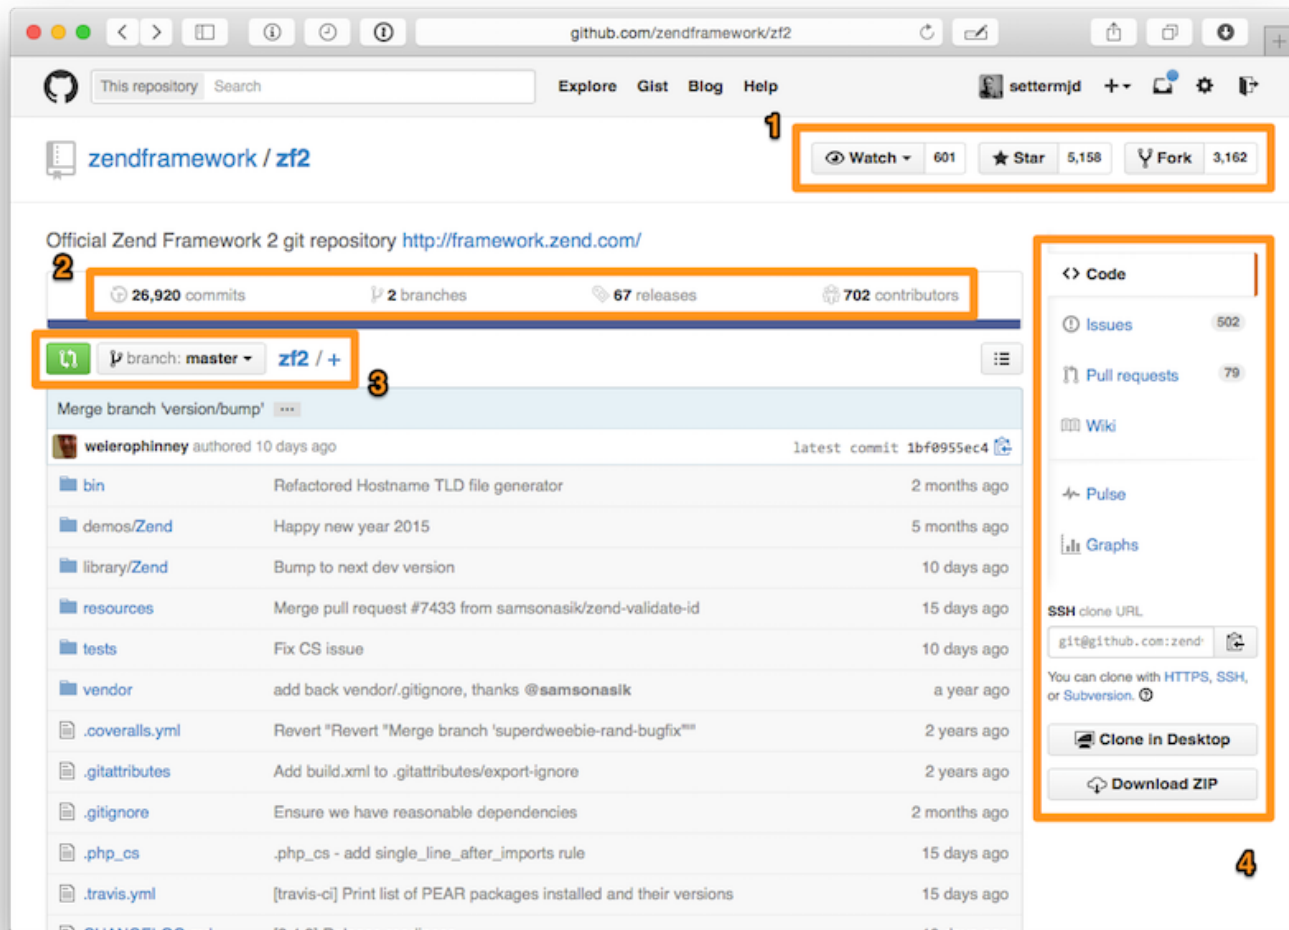 github.com/zendframework/zf2
This repository Search Explore Gist Blog Help settermjd
1
zendframework / zf2 Watch 601 Star 5,158 Fork 3,162
Official Zend Framework 2 git repository http://framework.zend.com/
2
26,920 commits 2 branches 67 releases 702 contributors
branch: master zf2 / +
3
Merge branch 'version/bump' ...
weierophinney authored 10 days ago latest commit 1bf0955ec4
bin Refactored Hostname TLD file generator 2 months ago
demos/Zend Happy new year 2015 5 months ago
library/Zend Bump to next dev version 10 days ago
resources Merge pull request #7433 from samsonasik/zend-validate-id 15 days ago
tests Fix CS issue 10 days ago
vendor add back vendor/.gitignore, thanks @samsonasik a year ago
.coveralls.yml Revert "Revert "Merge branch 'superdweebie-rand-bugfix""" 2 years ago
.gitattributes Add build.xml to .gitattributes/export-ignore 2 years ago
.gitignore Ensure we have reasonable dependencies 2 months ago
.php_cs .php_cs - add single_line_after_imports rule 15 days ago
.travis.yml [travis-ci] Print list of PEAR packages installed and their versions 15 days ago
Code
Issues 502
Pull requests 79
Wiki
Pulse
Graphs
SSH clone URL
git@github.com:zend
You can clone with HTTPS, SSH,
or Subversion.
Clone in Desktop
Download ZIP
4